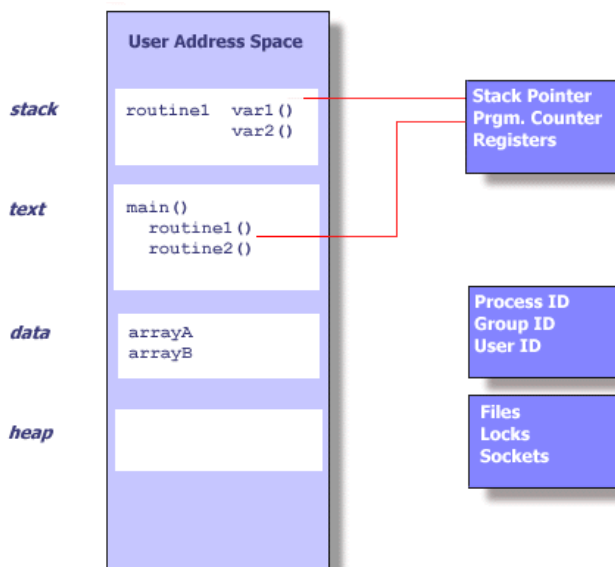 User Address Space
stack
routine1 var1()
var2()
Stack Pointer
Prgm. Counter
Registers
text
main()
routine1()
routine2()
data
arrayA
arrayB
Process ID
Group ID
User ID
heap
Files
Locks
Sockets